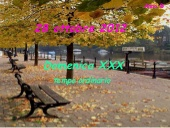 28 ottobre 2012
Domenica XXX
tempo ordinario